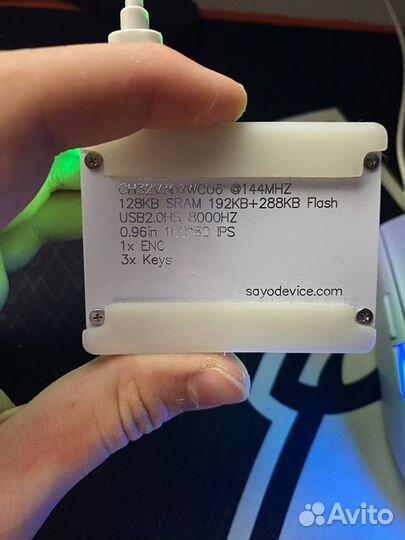 CH32V307WCU6 @144MHZ
128KB SRAM 192KB+288KB Flash
USB2.0HS 8000HZ
0.96in 160*80 IPS
1x ENC
3x Keys
sayodevice.com
Avito